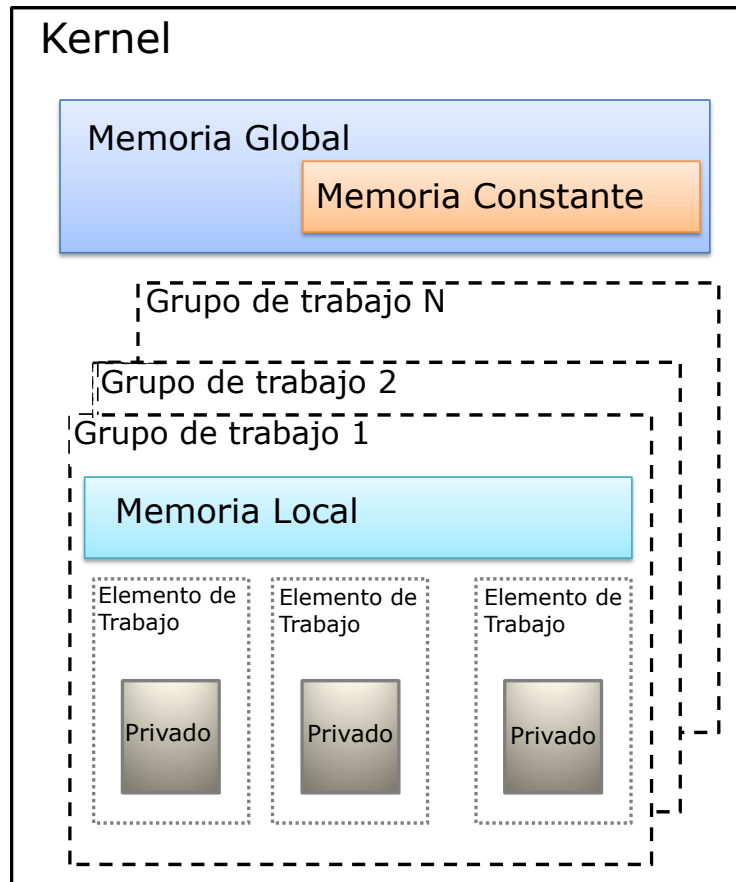 Kernel
Memoria Global
Memoria Constante
Grupo de trabajo N
Grupo de trabajo 2
Grupo de trabajo 1
Memoria Local
Elemento de
Trabajo
Elemento de
Trabajo
Elemento de
Trabajo
Privado
Privado
Privado